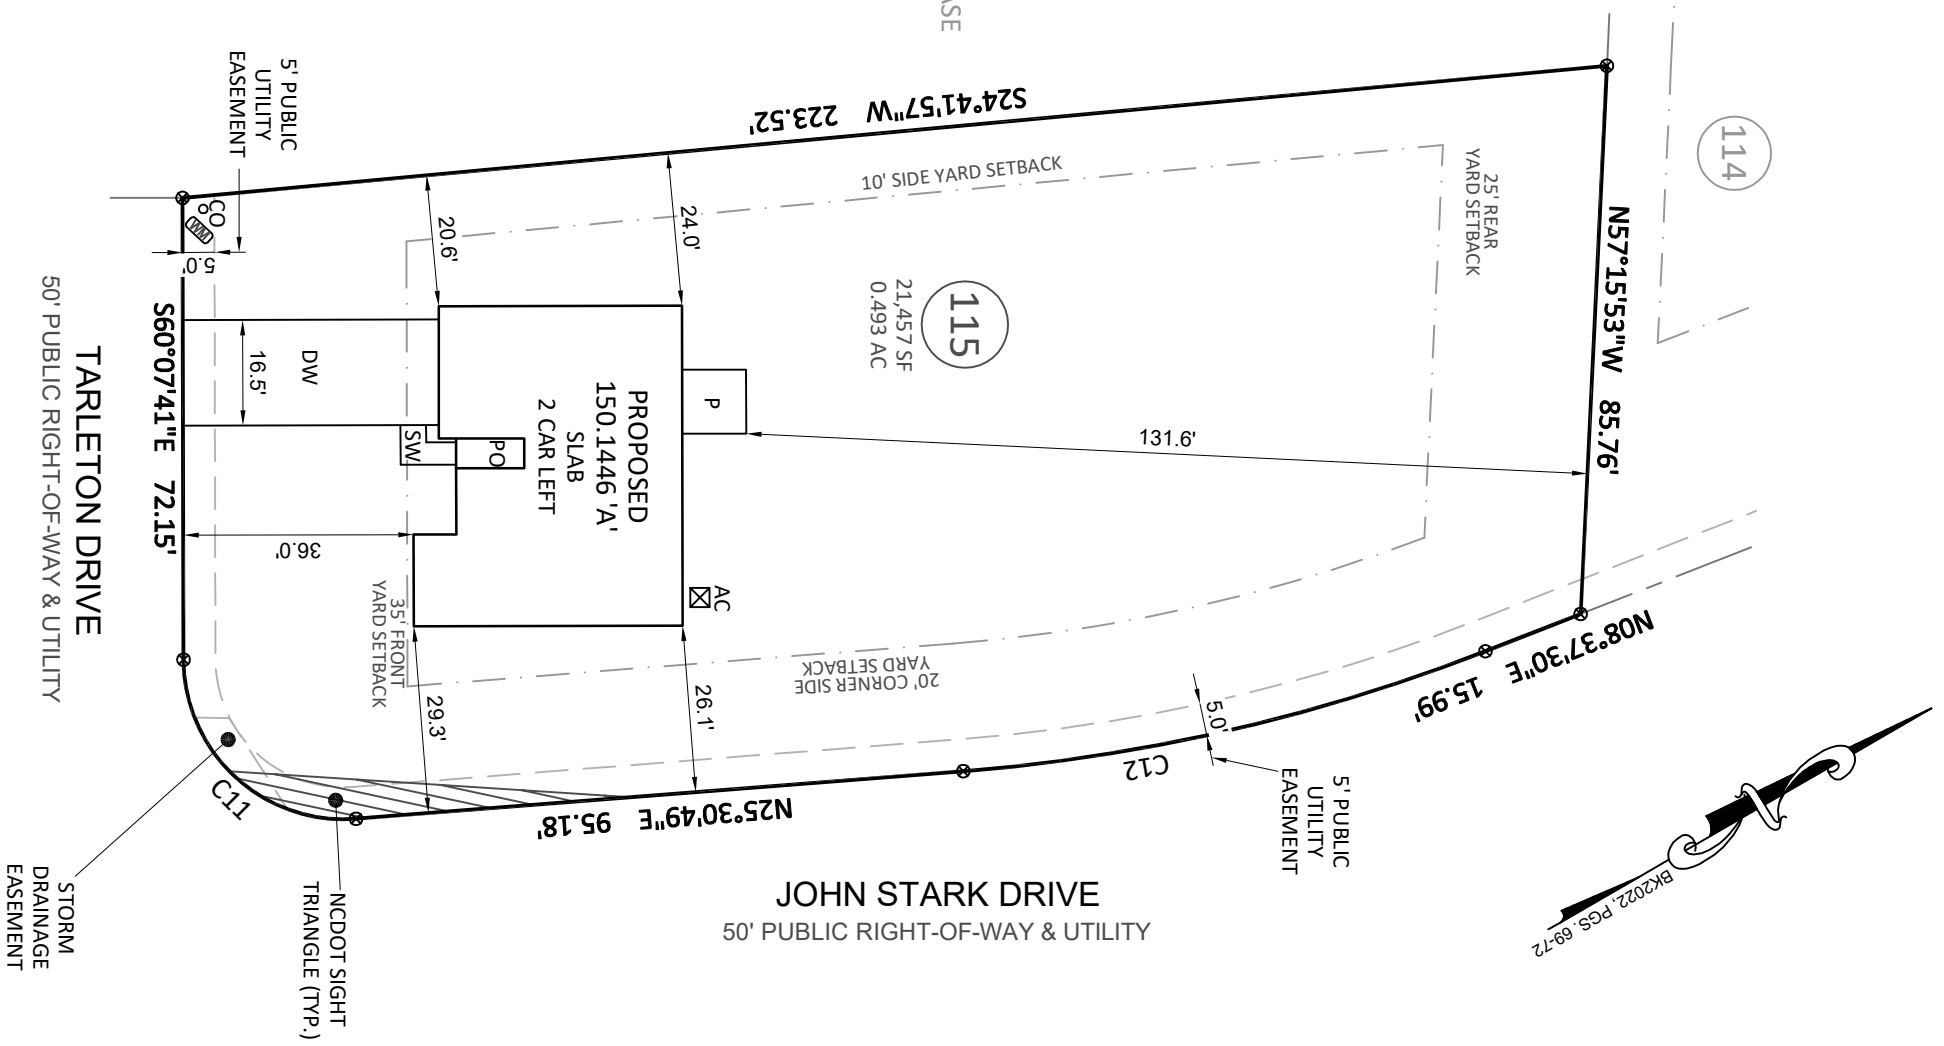 ASE
114
S24°41'57"W 223.52'
N57°15'53"W 85.76'
25' REAR
YARD SETBACK
10' SIDE YARD SETBACK
5' PUBLIC
UTILITY
EASEMENT
CO
WM
5.0'
20.6'
24.0'
115
21,457 SF
0.493 AC
S60°07'41"E 72.15'
TARLETON DRIVE
50' PUBLIC RIGHT-OF-WAY & UTILITY
16.5'
DW
SW
PO
P
PROPOSED
150.1446 'A'
SLAB
2 CAR LEFT
131.6'
36.0'
AC
35' FRONT
YARD SETBACK
20' CORNER SIDE
YARD SETBACK
29.3'
26.1'
5.0'
N08°37'30"E 15.99'
C12
C11
N25°30'49"E 95.18'
5' PUBLIC
UTILITY
EASEMENT
JOHN STARK DRIVE
50' PUBLIC RIGHT-OF-WAY & UTILITY
STORM
DRAINAGE
EASEMENT
NCDOT SIGHT
TRIANGLE (TYP.)
BK2022, PGS. 69-72